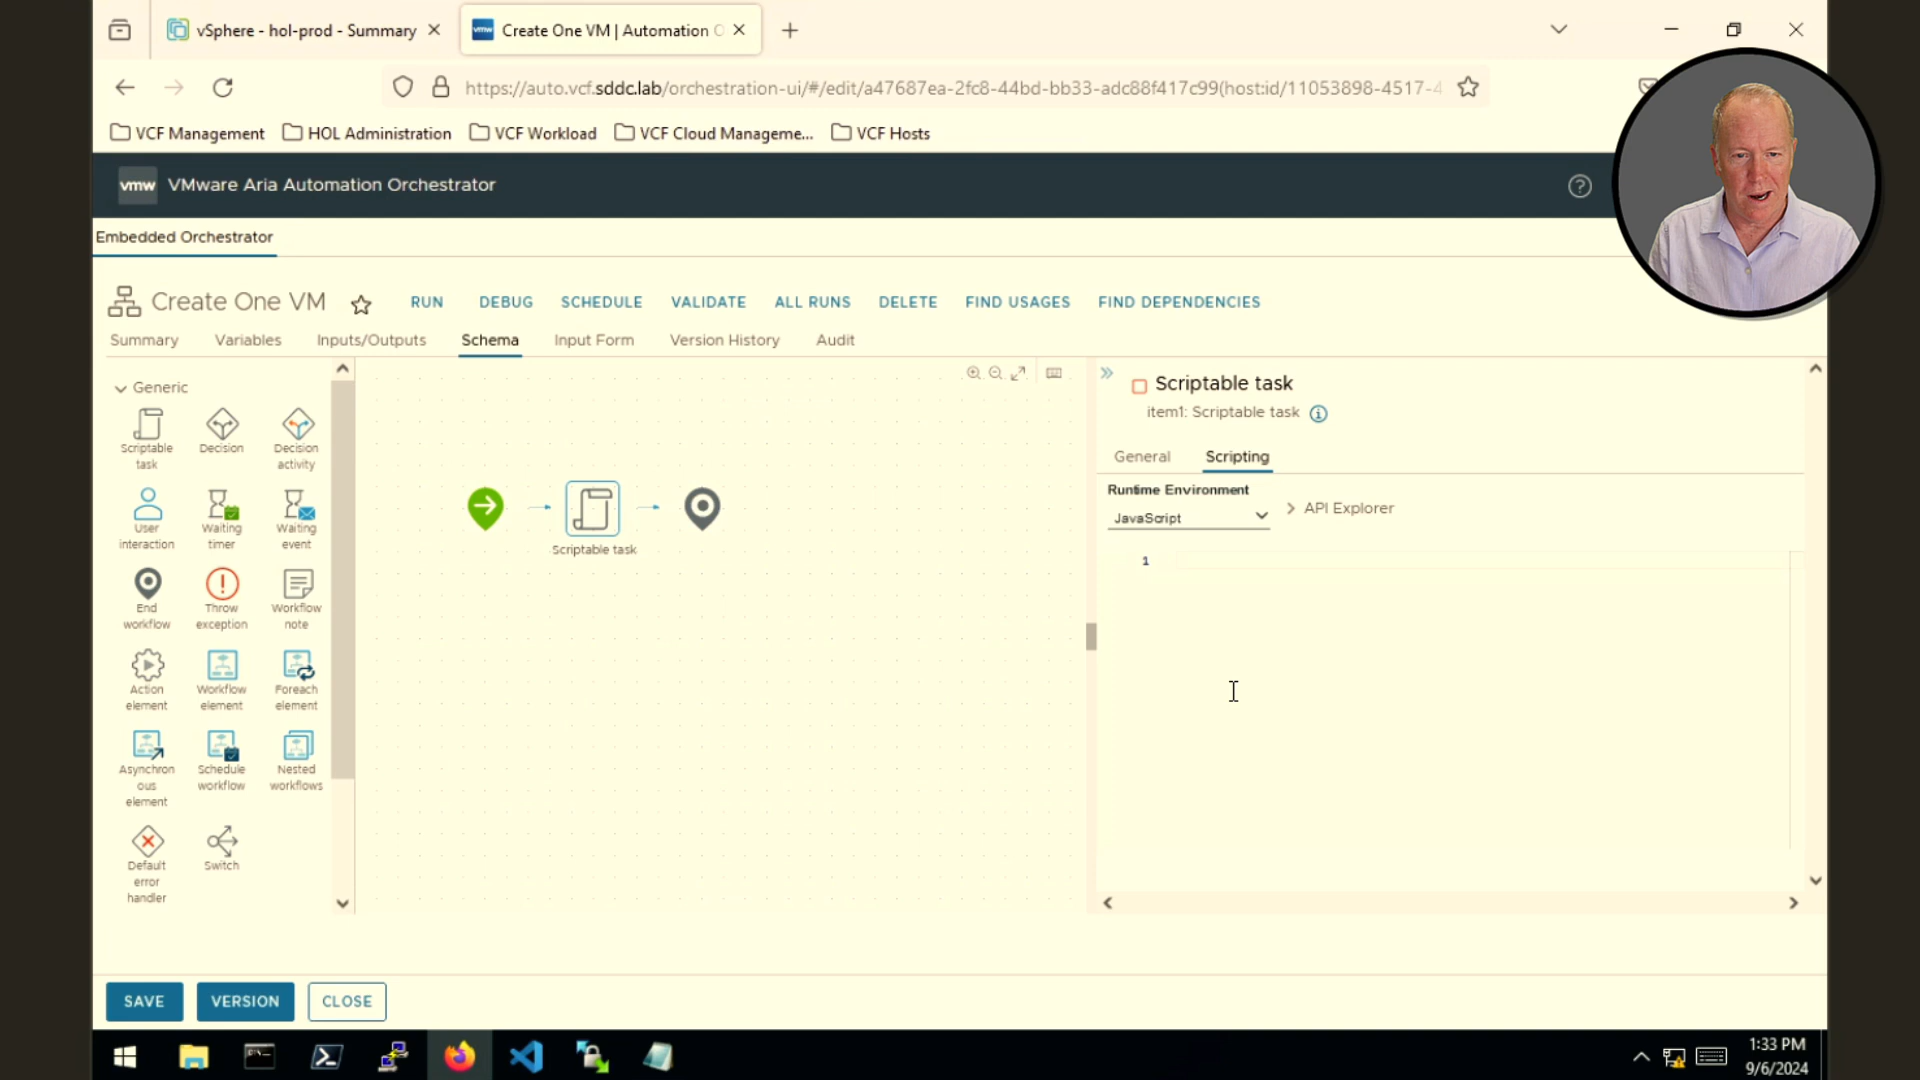 vSphere - hol-prod - Summary
vmw Create One VM | Automation O
https://auto.vcf.sddc.lab/orchestration-ui/#/edit/a47687ea-2fc8-44bd-bb33-adc88f417c99(host:id/11053898-4517-4
VCF Management HOL Administration VCF Workload VCF Cloud Manageme... VCF Hosts
vmw VMware Aria Automation Orchestrator
Embedded Orchestrator
Create One VM RUN DEBUG SCHEDULE VALIDATE ALL RUNS DELETE FIND USAGES FIND DEPENDENCIES
Summary Variables Inputs/Outputs Schema Input Form Version History Audit
Generic
Scriptable task
Decision
Decision activity
User interaction
Waiting timer
Waiting event
End workflow
Throw exception
Workflow note
Action element
Workflow element
Foreach element
Asynchron
ous
element
Schedule workflow
Nested workflows
Default error handler
Switch
Scriptable task
Scriptable task
item1: Scriptable task
General Scripting
Runtime Environment
JavaScript
API Explorer
1
SAVE VERSION CLOSE
1:33 PM
9/6/2024